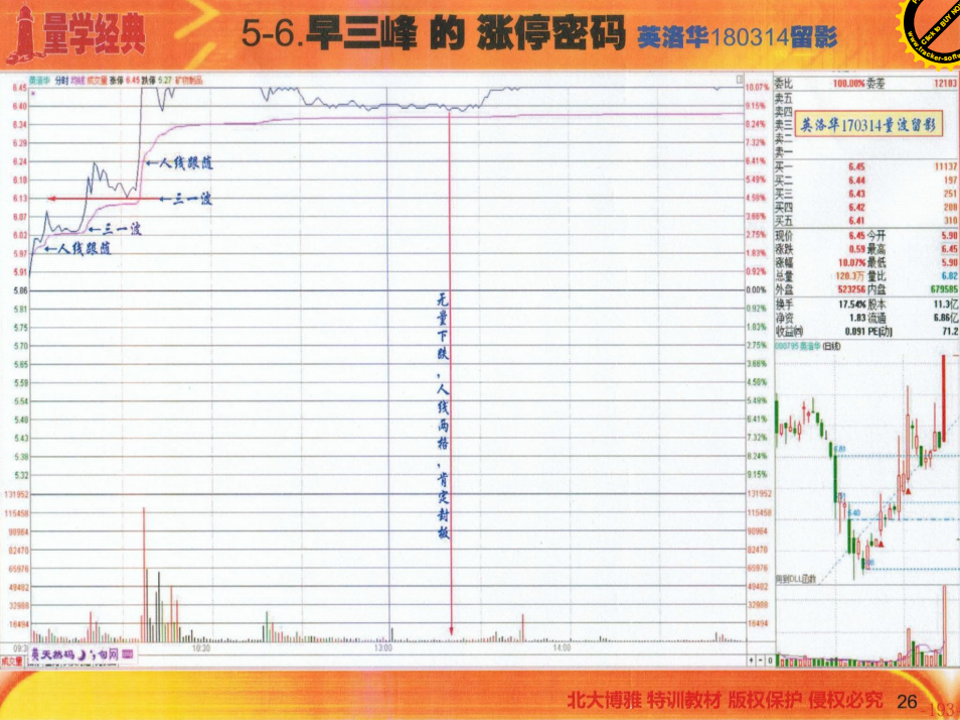 量学经典
5-6.早三峰 的 涨停密码 英洛华180314留影
Click to BUY NOW
www.tracker-software
英洛华 分时 均线 成交量 涨停 6.45 跌停 5.27 矿物制品
6.45
6.40
6.34
6.29
6.24
6.18
6.13
6.07
6.02
5.97
5.91
5.86
5.81
5.75
5.70
5.65
5.59
5.54
5.48
5.43
5.38
5.32
131952
115458
98964
82470
65976
49482
32988
16494
←人线跟随
←三一波
←三一波
←人线跟随
无量下跌，人线两格，肯定封板
10.07%
9.15%
8.24%
7.32%
6.41%
5.49%
4.58%
3.66%
2.75%
1.83%
0.92%
0.00%
0.92%
1.83%
2.75%
3.66%
4.58%
5.49%
6.41%
7.32%
8.24%
9.15%
131952
115458
98964
82470
65976
49482
32988
16494
10:30
13:00
14:00
成交量
委比 100.00% 委差 12183
卖五
卖四
卖三
卖二
卖一
英洛华170314量波留影
买一 6.45 11137
买二 6.44 197
买三 6.43 251
买四 6.42 288
买五 6.41 310
现价 6.45 今开 5.90
涨跌 0.59 最高 6.45
涨幅 10.07% 最低 5.90
总量 120.3万 量比 6.02
外盘 523256 内盘 679585
换手 17.54% 股本 11.3亿
净资 1.83 流通 6.86亿
收益㈣ 0.091 PE(动) 71.2
000795 英洛华 (日线)
用到DLL函数
北大博雅 特训教材 版权保护 侵权必究 26